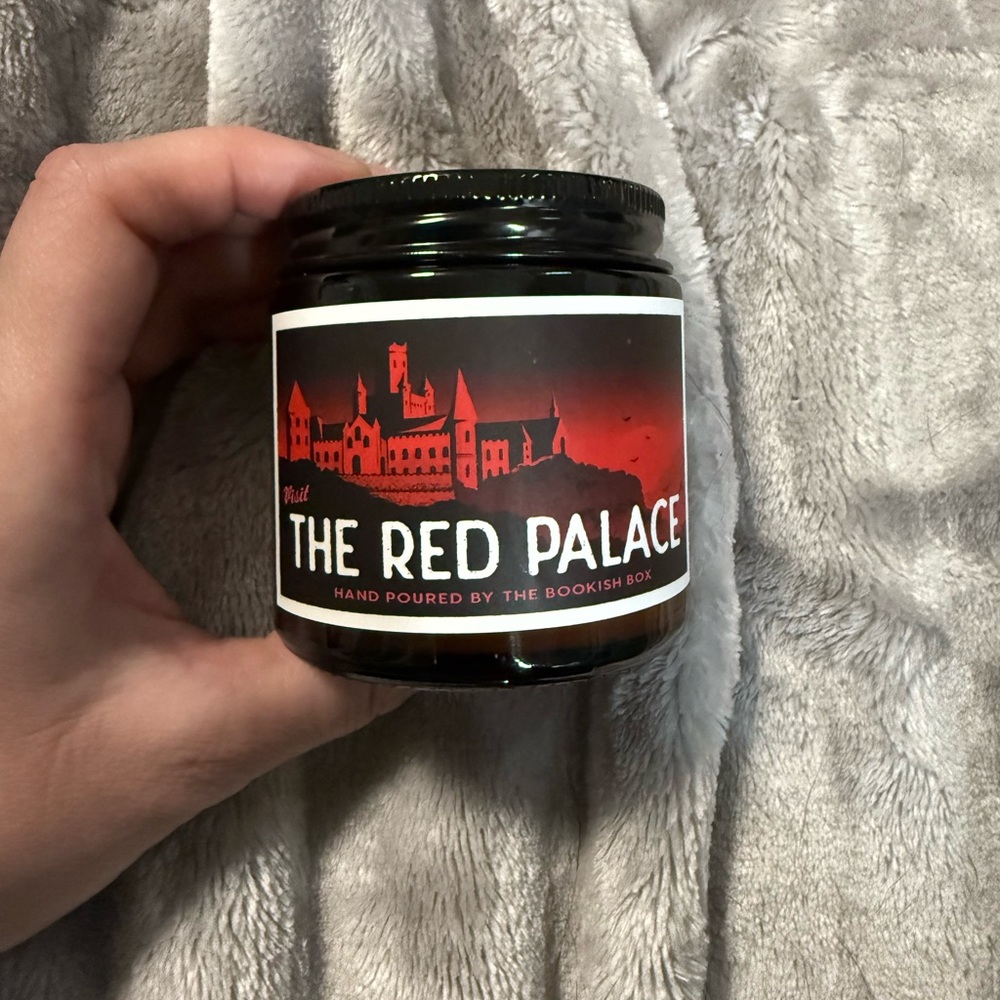 Visit
THE RED PALACE
HAND POURED BY THE BOOKISH BOX